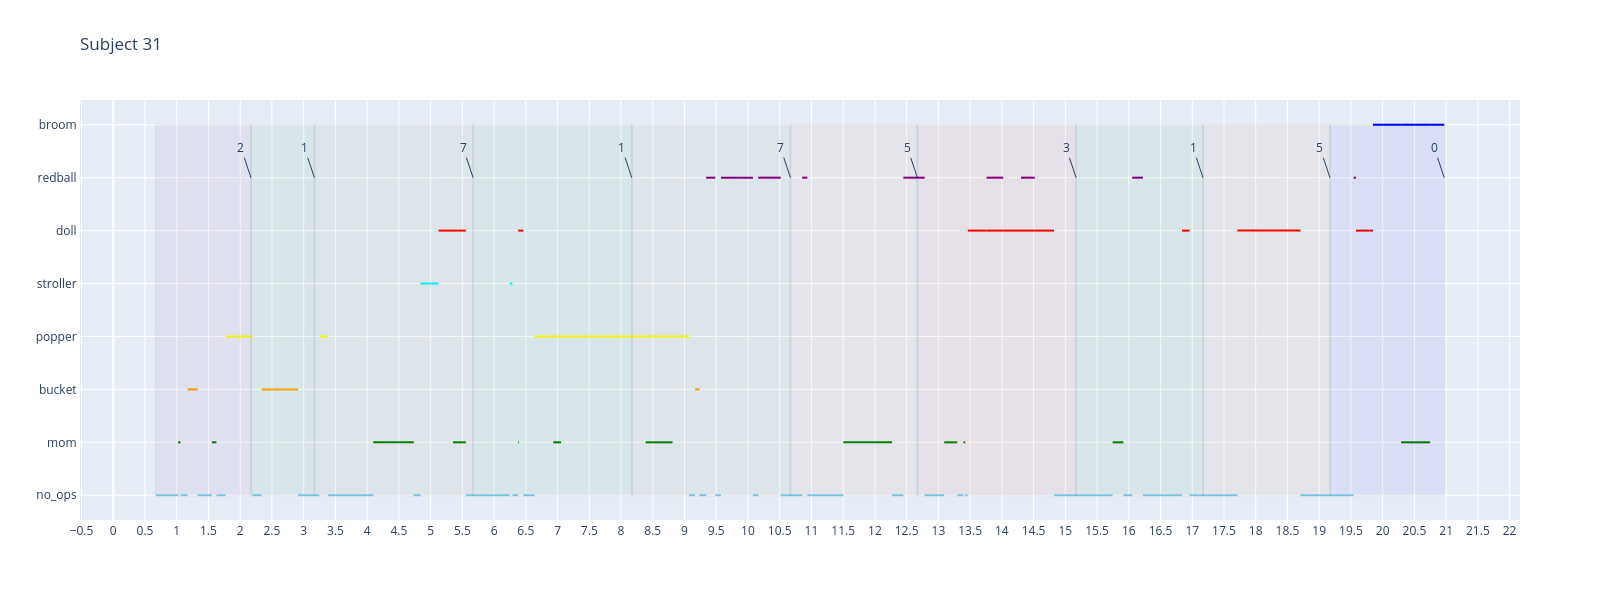 Subject 31
broom
2 1 7 1 7 5 3 1 5 0
redball
doll
stroller
popper
bucket
mom
no_ops
−0.5 0 0.5 1 1.5 2 2.5 3 3.5 4 4.5 5 5.5 6 6.5 7 7.5 8 8.5 9 9.5 10 10.5 11 11.5 12 12.5 13 13.5 14 14.5 15 15.5 16 16.5 17 17.5 18 18.5 19 19.5 20 20.5 21 21.5 22